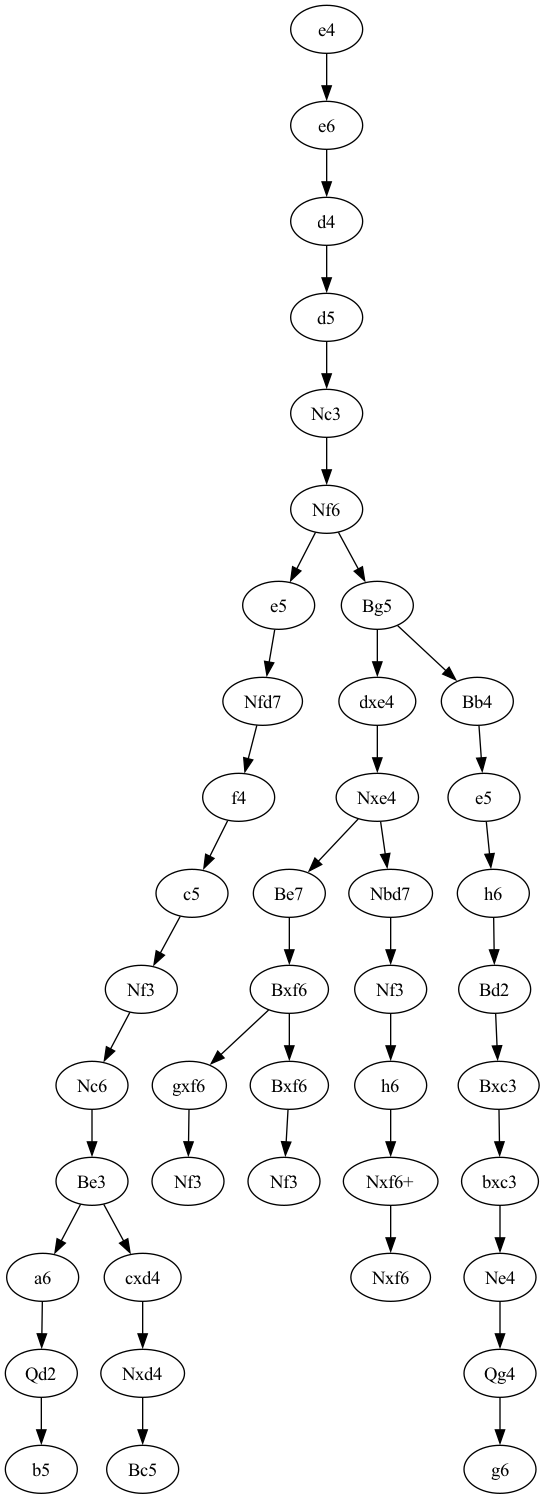 e4
e6
d4
d5
Nc3
Nf6
e5
Bg5
Nfd7
dxe4
Bb4
f4
Nxe4
e5
c5
Be7
Nbd7
h6
Nf3
Bxf6
Nf3
Bd2
Nc6
gxf6
Bxf6
h6
Bxc3
Be3
Nf3
Nf3
Nxf6+
bxc3
a6
cxd4
Nxf6
Ne4
Qd2
Nxd4
Qg4
b5
Bc5
g6